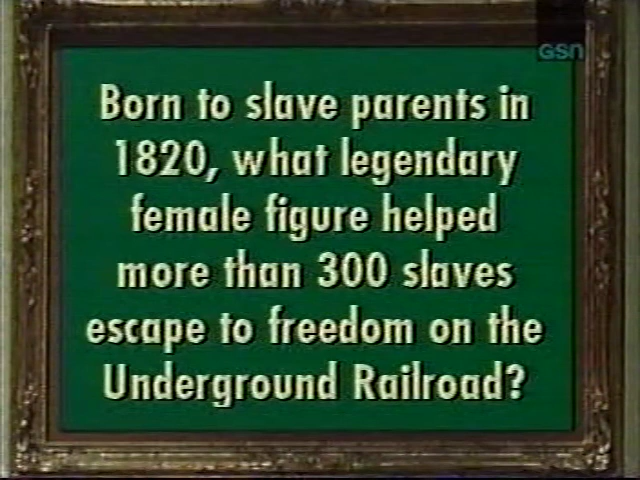 GSN
Born to slave parents in
1820, what legendary
female figure helped
more than 300 slaves
escape to freedom on the
Underground Railroad?